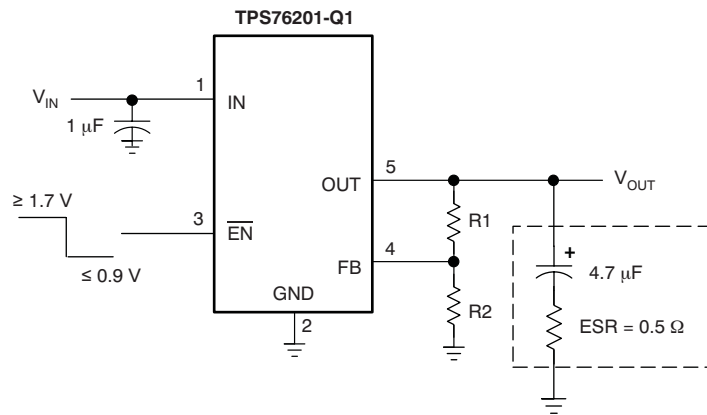 TPS76201-Q1
V_IN
1
IN
1 µF
OUT
5
V_OUT
≥ 1.7 V
3
EN
≤ 0.9 V
R1
4
FB
+
4.7 µF
GND
2
R2
ESR = 0.5 Ω